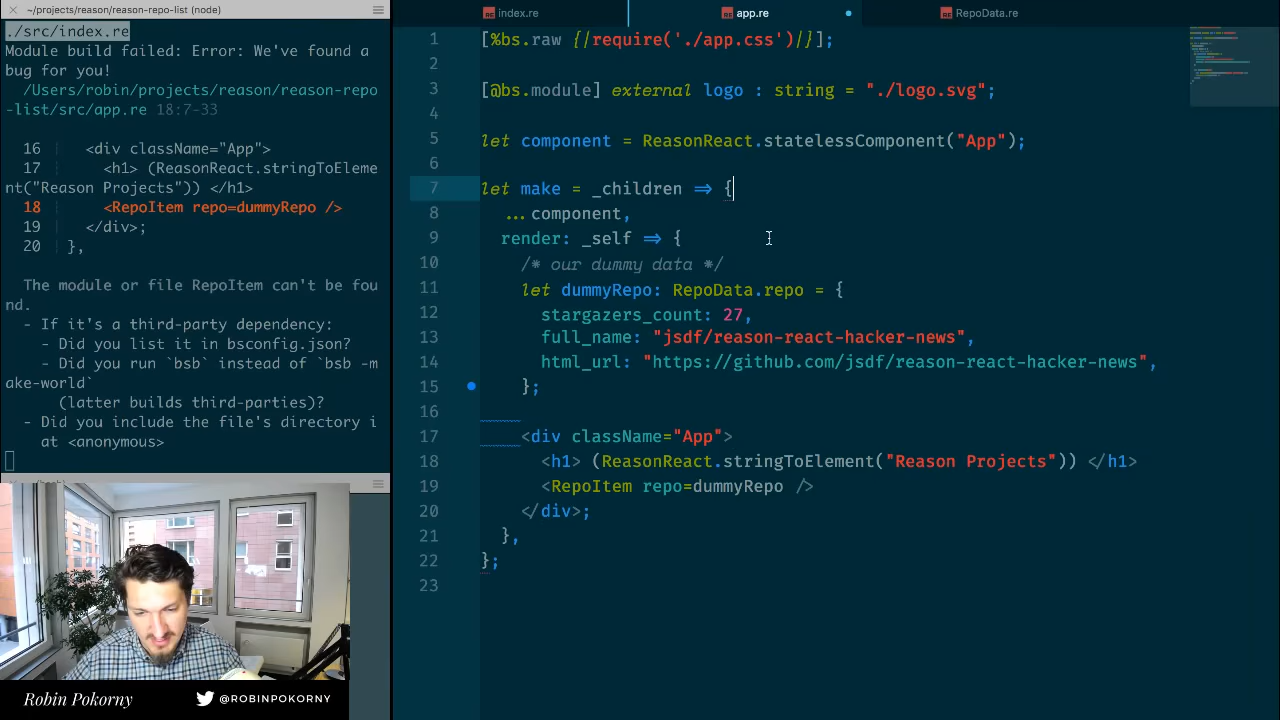 ~/projects/reason/reason-repo-list (node)
./src/index.re
Module build failed: Error: We've found a
bug for you!
/Users/robin/projects/reason/reason-repo
-list/src/app.re 18:7-33
16 <div className="App">
17 <h1> (ReasonReact.stringToEleme
nt("Reason Projects")) </h1>
18 <RepoItem repo=dummyRepo />
19 </div>;
20 },
The module or file RepoItem can't be fou
nd.
- If it's a third-party dependency:
- Did you list it in bsconfig.json?
- Did you run `bsb` instead of `bsb -m
ake-world`
(latter builds third-parties)?
- Did you include the file's directory i
at <anonymous>
Robin Pokorny
@ROBINPOKORNY
RE index.re
RE app.re
RE RepoData.re
1 [%bs.raw {|require('./app.css')|}];
2
3 [@bs.module] external logo : string = "./logo.svg";
4
5 let component = ReasonReact.statelessComponent("App");
6
7 let make = _children => {
8 ...component,
9 render: _self => {
10 /* our dummy data */
11 let dummyRepo: RepoData.repo = {
12 stargazers_count: 27,
13 full_name: "jsdf/reason-react-hacker-news",
14 html_url: "https://github.com/jsdf/reason-react-hacker-news",
15 };
16
17 <div className="App">
18 <h1> (ReasonReact.stringToElement("Reason Projects")) </h1>
19 <RepoItem repo=dummyRepo />
20 </div>;
21 },
22 };
23